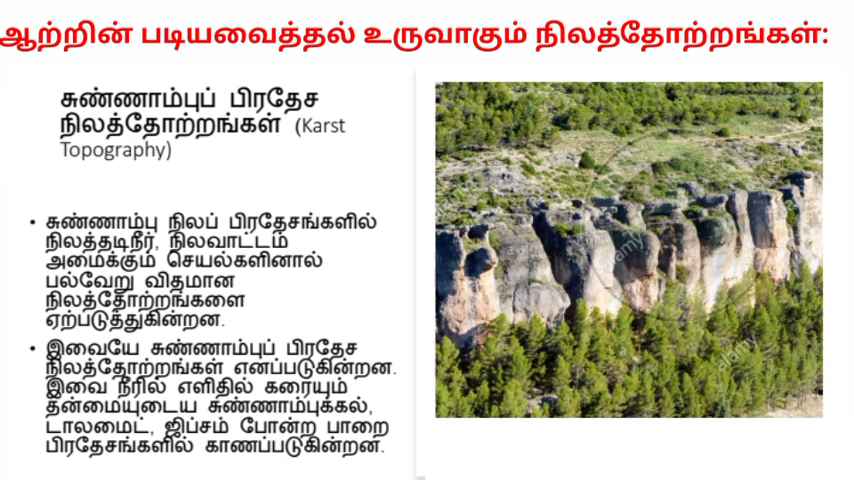 ஆற்றின் படியவைத்தல் உருவாகும் நிலத்தோற்றங்கள்:
சுண்ணாம்புப் பிரதேச
நிலத்தோற்றங்கள் (Karst
Topography)
• சுண்ணாம்பு நிலப் பிரதேசங்களில்
நிலத்தடிநீர், நிலவாட்டம்
அமைக்கும் செயல்களினால்
பல்வேறு விதமான
நிலத்தோற்றங்களை
ஏற்படுத்துகின்றன.
• இவையே சுண்ணாம்புப் பிரதேச
நிலத்தோற்றங்கள் எனப்படுகின்றன.
இவை நீரில் எளிதில் கரையும்
தன்மையுடைய சுண்ணாம்புக்கல்,
டாலமைட், ஜிப்சம் போன்ற பாறை
பிரதேசங்களில் காணப்படுகின்றன.
alamy
alamy